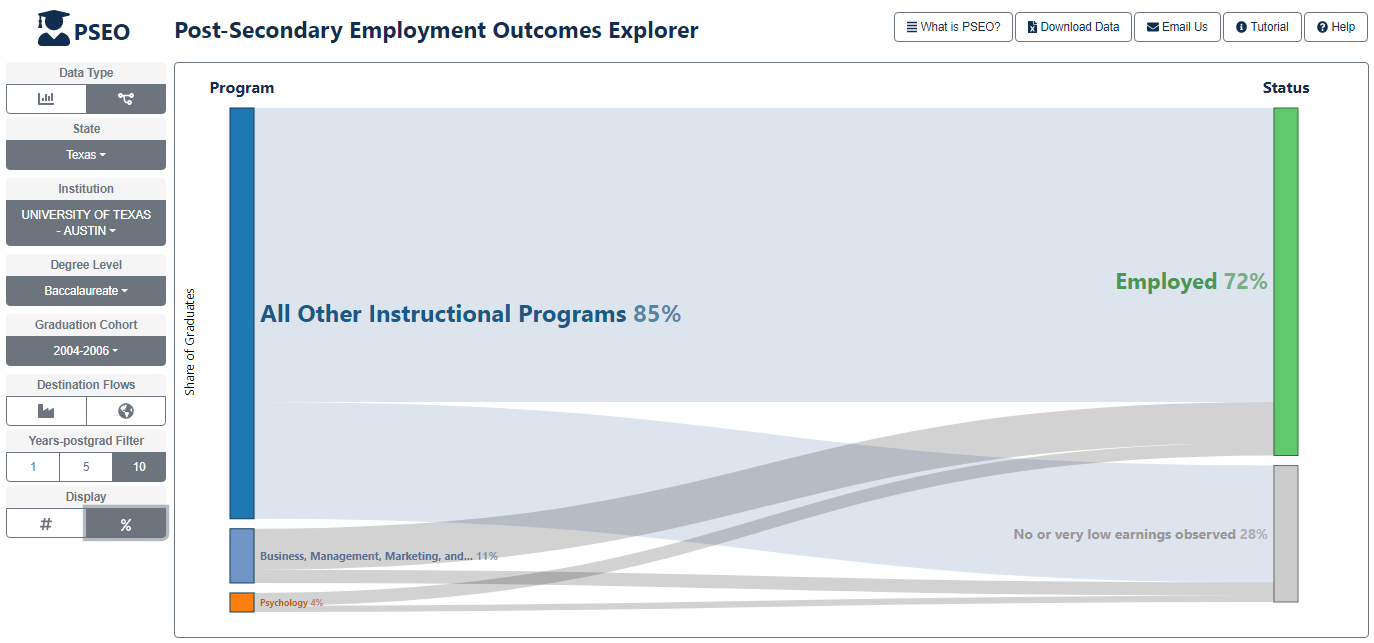 PSEO
Post-Secondary Employment Outcomes Explorer
What is PSEO?
Download Data
Email Us
Tutorial
Help
Data Type
State
Texas
Institution
UNIVERSITY OF TEXAS
- AUSTIN
Degree Level
Baccalaureate
Graduation Cohort
2004-2006
Destination Flows
Years-postgrad Filter
1
5
10
Display
#
%
Program
Status
Share of Graduates
All Other Instructional Programs 85%
Employed 72%
Business, Management, Marketing, and... 11%
No or very low earnings observed 28%
Psychology 4%